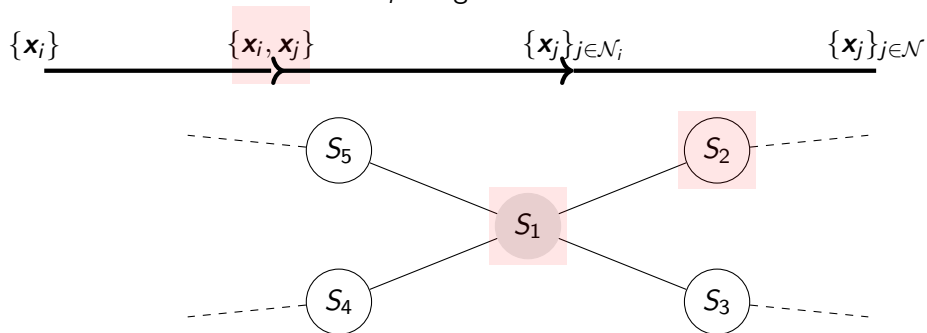 {x_i} {x_i, x_j} {x_j}_{j∈𝒩_i} {x_j}_{j∈𝒩}
S_5 S_2
S_1
S_4 S_3